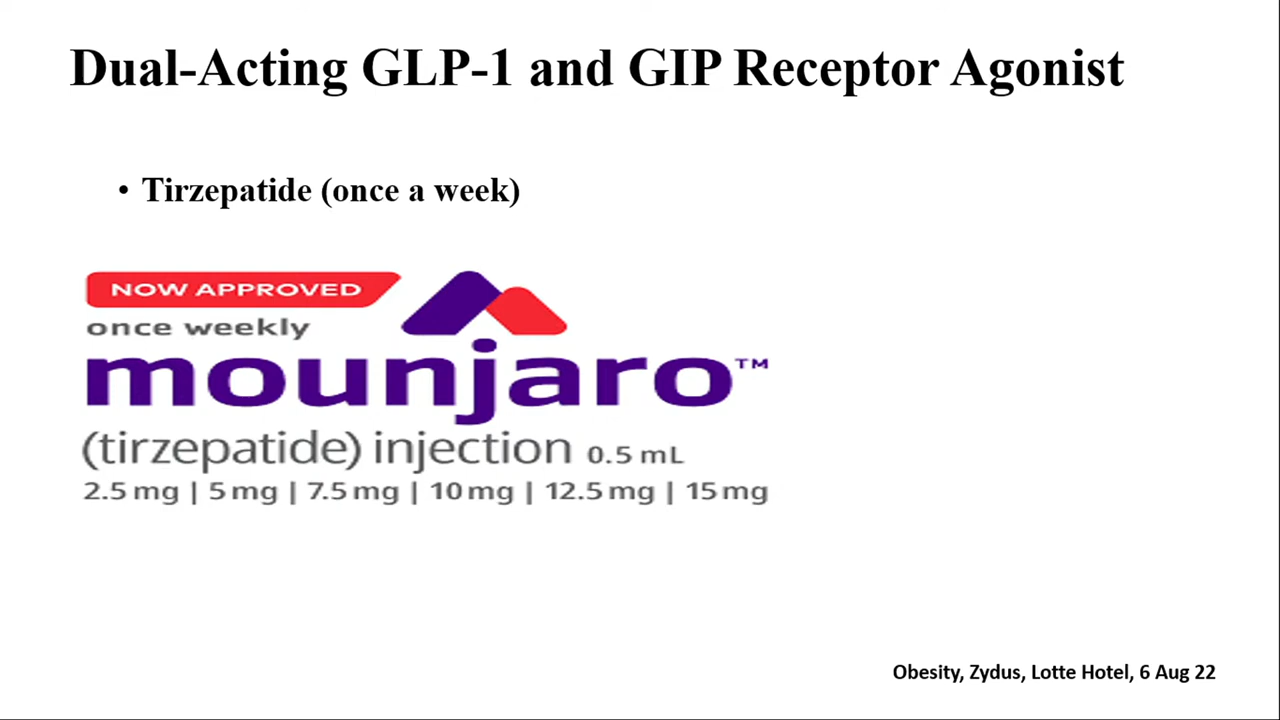 Dual-Acting GLP-1 and GIP Receptor Agonist
• Tirzepatide (once a week)
NOW APPROVED
once weekly
mounjaro™
(tirzepatide) injection 0.5 mL
2.5 mg | 5 mg | 7.5 mg | 10 mg | 12.5 mg | 15 mg
Obesity, Zydus, Lotte Hotel, 6 Aug 22